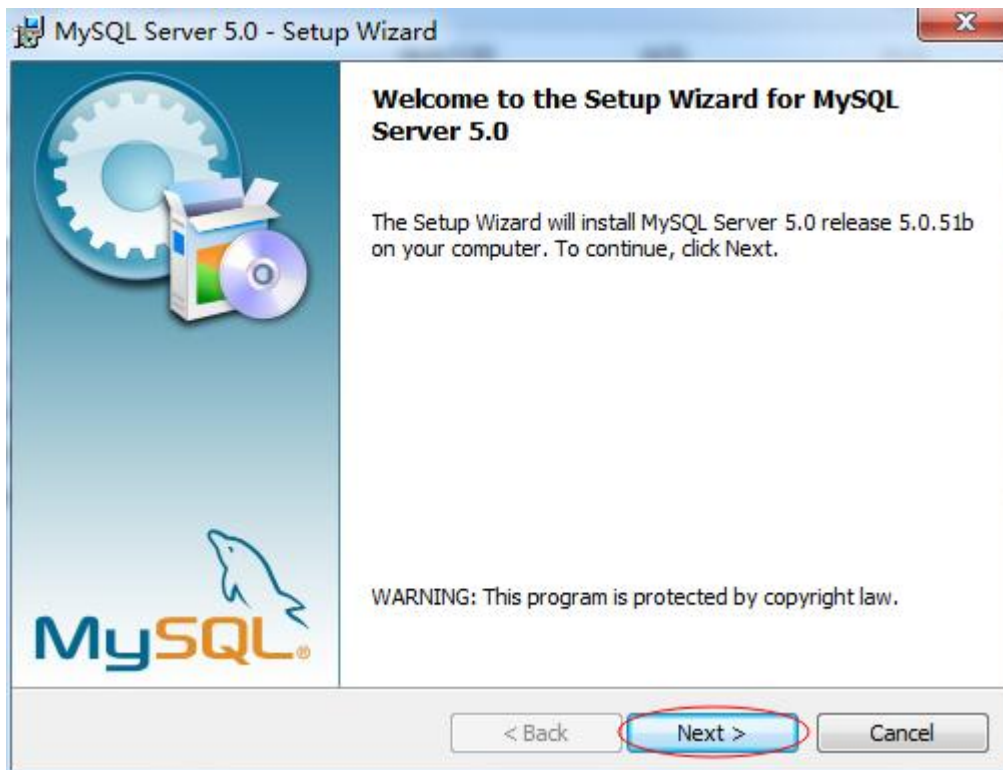 MySQL Server 5.0 - Setup Wizard
Welcome to the Setup Wizard for MySQL
Server 5.0
The Setup Wizard will install MySQL Server 5.0 release 5.0.51b
on your computer. To continue, click Next.
WARNING: This program is protected by copyright law.
MySQL®
< Back
Next >
Cancel